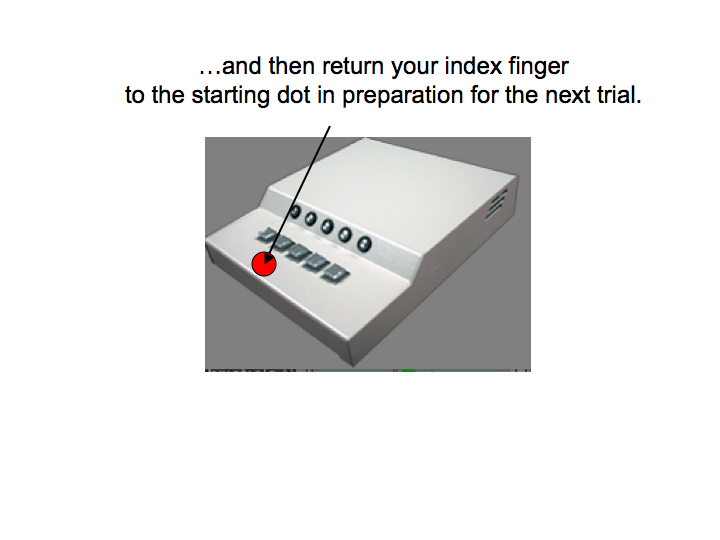 …and then return your index finger
to the starting dot in preparation for the next trial.